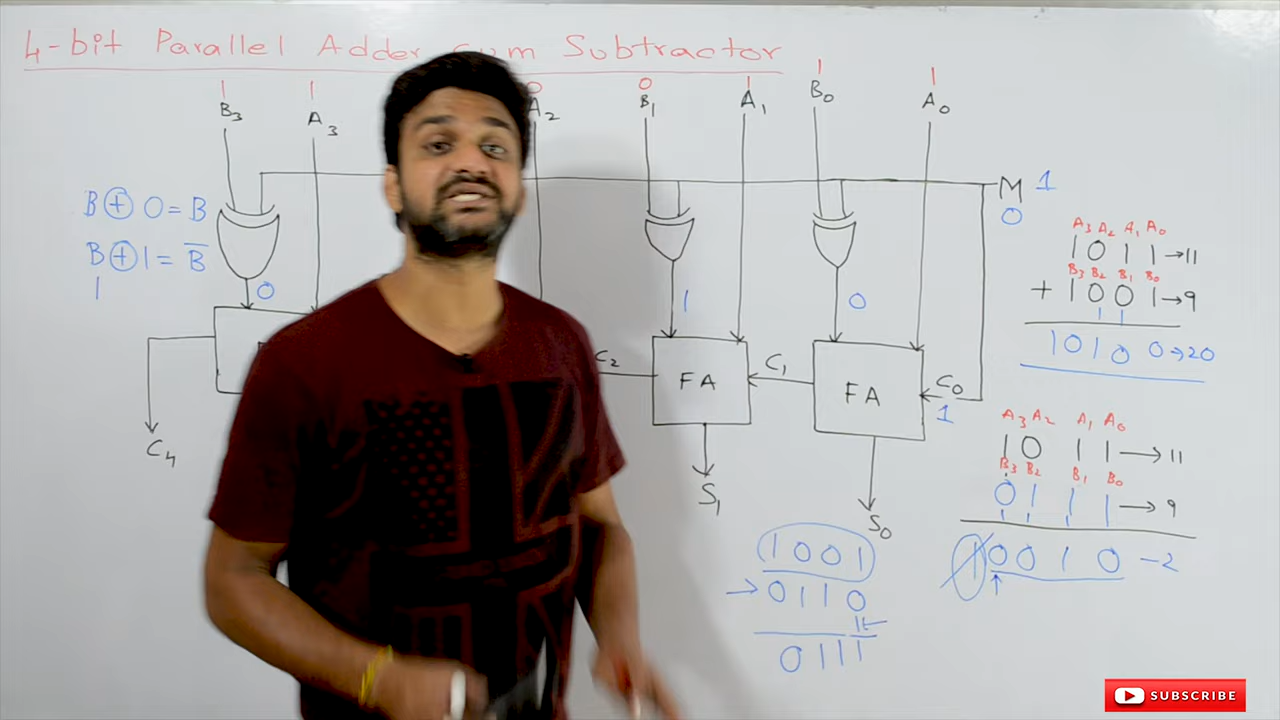 4-bit Parallel Adder cum Subtractor
1 1 0 0 1 1 1
B3 A3 A2 B1 A1 B0 A0
M 1
0
B ⊕ 0 = B
B ⊕ 1 = B̅
1
0 1 0
C2 FA C1 FA C0
1
C4 S1 S0
A3 A2 A1 A0
1 0 1 1 → 11
B3 B2 B1 B0
+ 1 0 0 1 → 9
1 1
1 0 1 0 0 → 20
A3 A2 A1 A0
1 0 1 1 → 11
B3 B2 B1 B0
0 1 1 1 → 9
1 0 0 1 0 - 2
1 0 0 1
→ 0 1 1 0
1
0 1 1 1
SUBSCRIBE